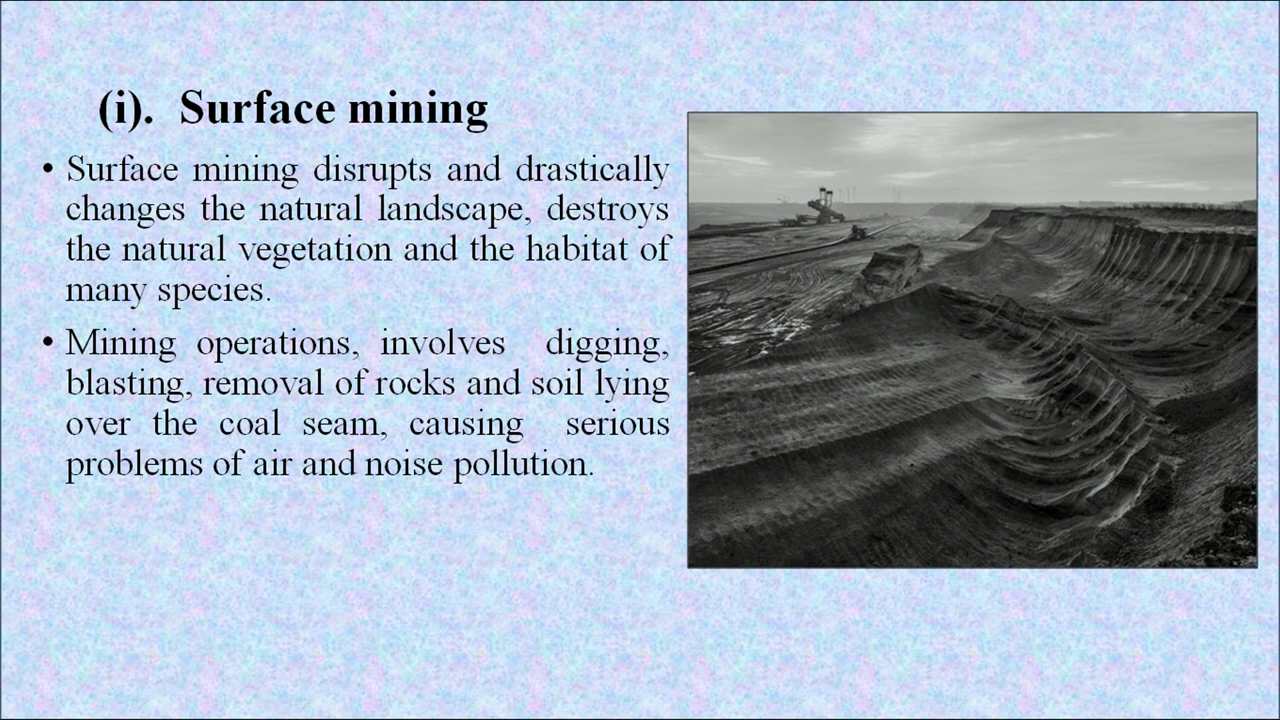 (i). Surface mining
• Surface mining disrupts and drastically
changes the natural landscape, destroys
the natural vegetation and the habitat of
many species.
• Mining operations, involves digging,
blasting, removal of rocks and soil lying
over the coal seam, causing serious
problems of air and noise pollution.